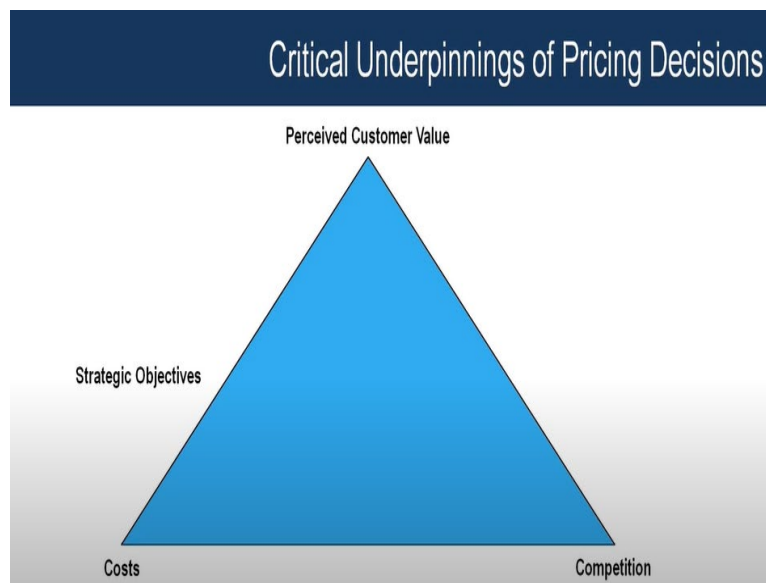 Critical Underpinnings of Pricing Decisions
Perceived Customer Value
Strategic Objectives
Costs
Competition